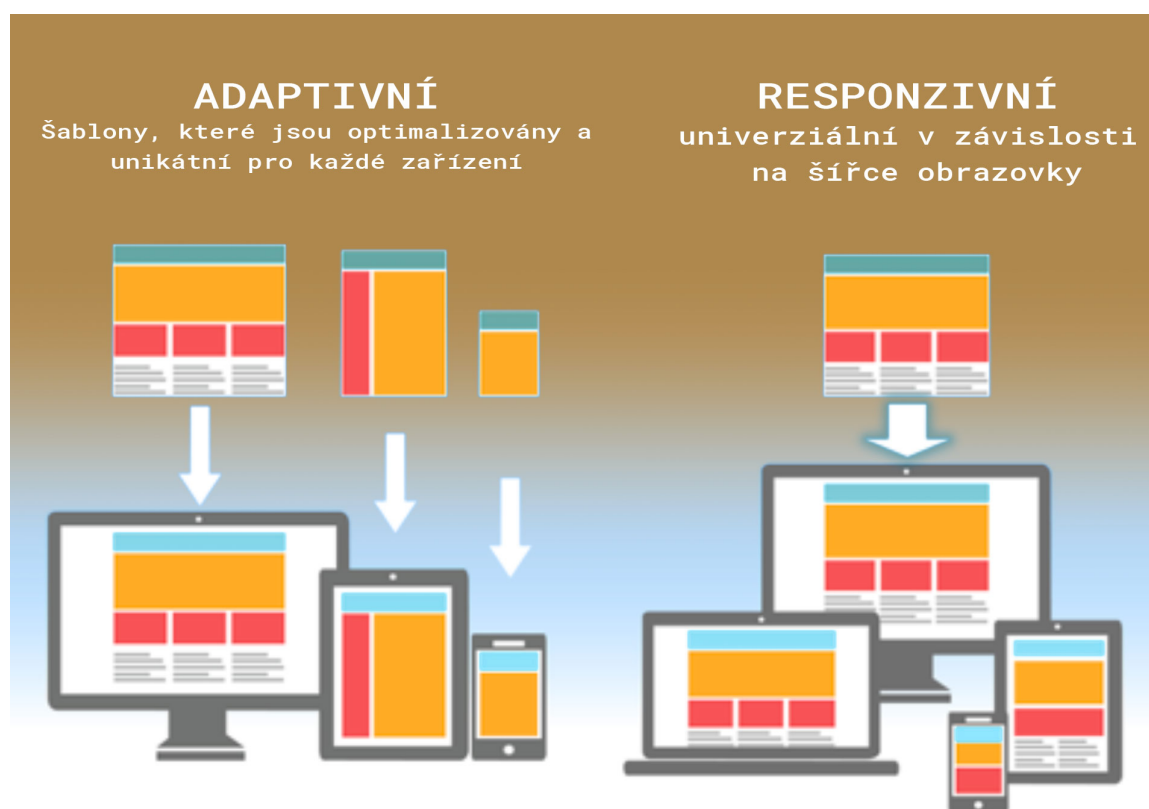 ADAPTIVNÍ
Šablony, které jsou optimalizovány a
unikátní pro každé zařízení
RESPONZIVNÍ
univerziální v závislosti
na šířce obrazovky